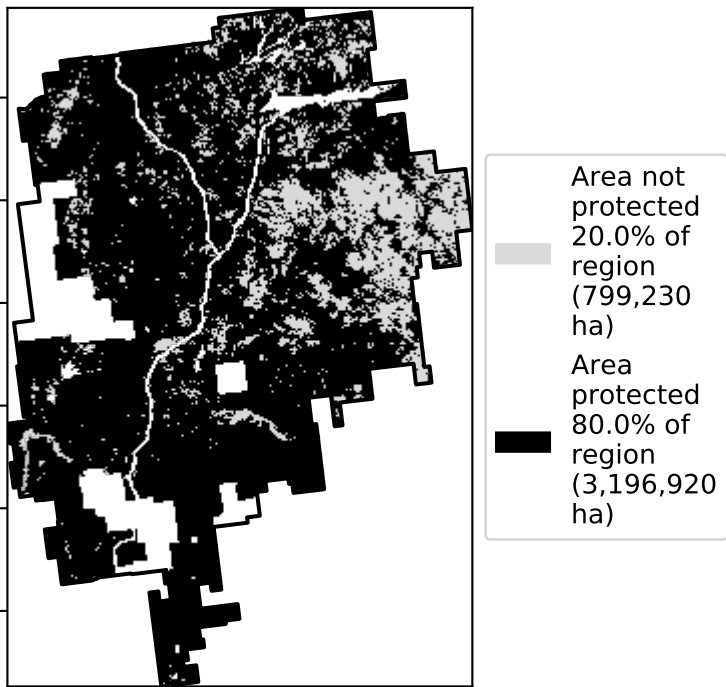 Area not
protected
20.0% of
region
(799,230
ha)
Area
protected
80.0% of
region
(3,196,920
ha)